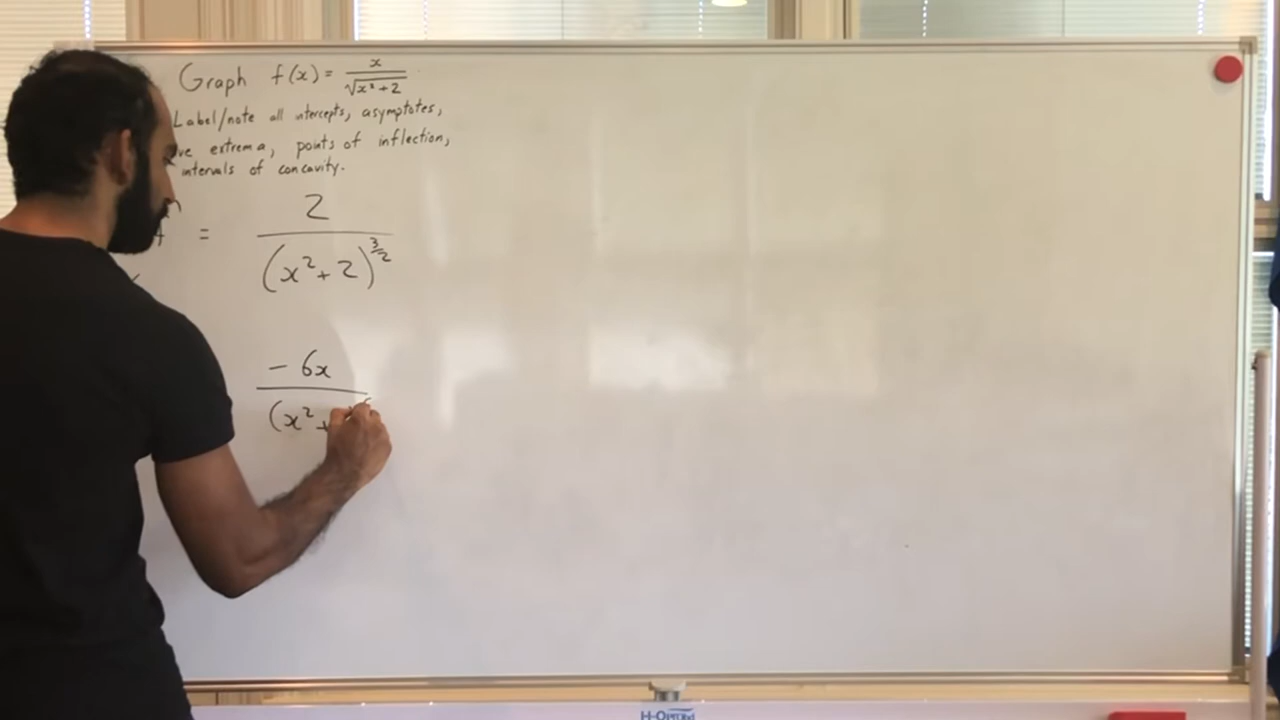 Graph f(x) = x / √x² + 2
Label/note all intercepts, asymptotes,
extrema, points of inflection,
intervals of concavity.
= 2 / (x² + 2)^3/2
- 6x / (x² +